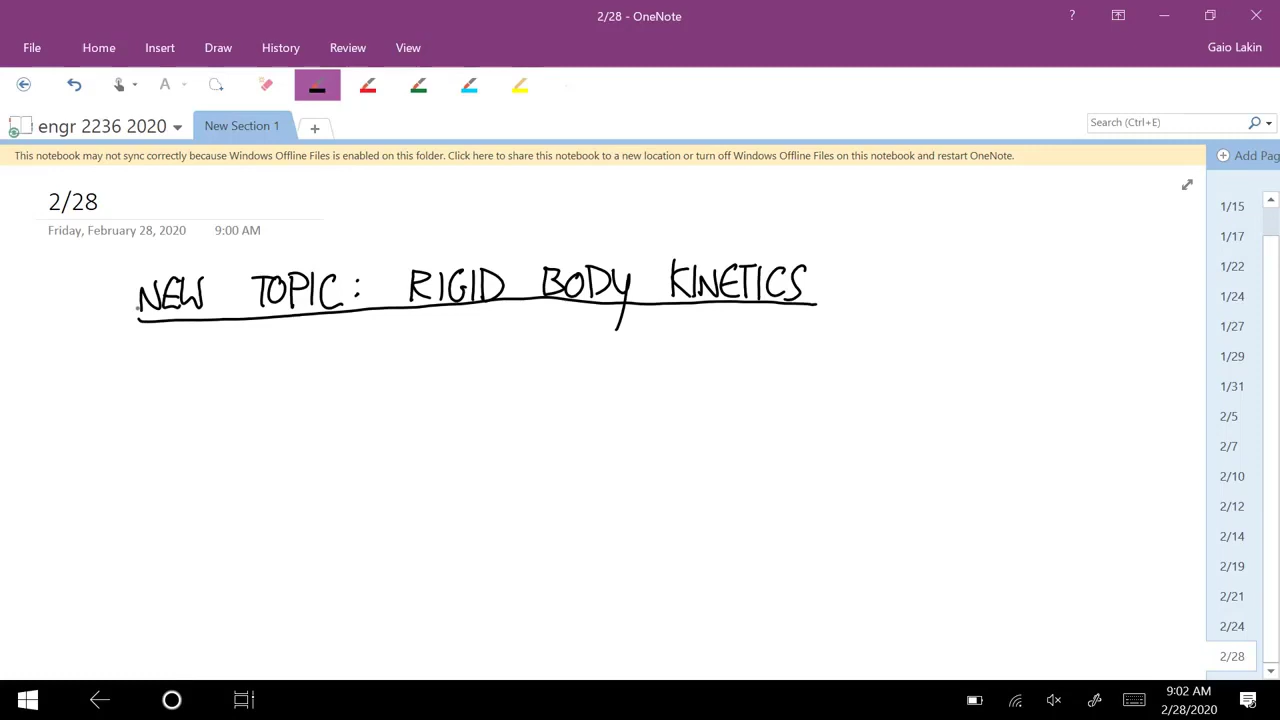 2/28 - OneNote
?
File Home Insert Draw History Review View
Gaio Lakin
A
engr 2236 2020
New Section 1
+
Search (Ctrl+E)
This notebook may not sync correctly because Windows Offline Files is enabled on this folder. Click here to share this notebook to a new location or turn off Windows Offline Files on this notebook and restart OneNote.
Add Pag
2/28
Friday, February 28, 2020 9:00 AM
NEW TOPIC: RIGID BODY KINETICS
1/15
1/17
1/22
1/24
1/27
1/29
1/31
2/5
2/7
2/10
2/12
2/14
2/19
2/21
2/24
2/28
9:02 AM
2/28/2020